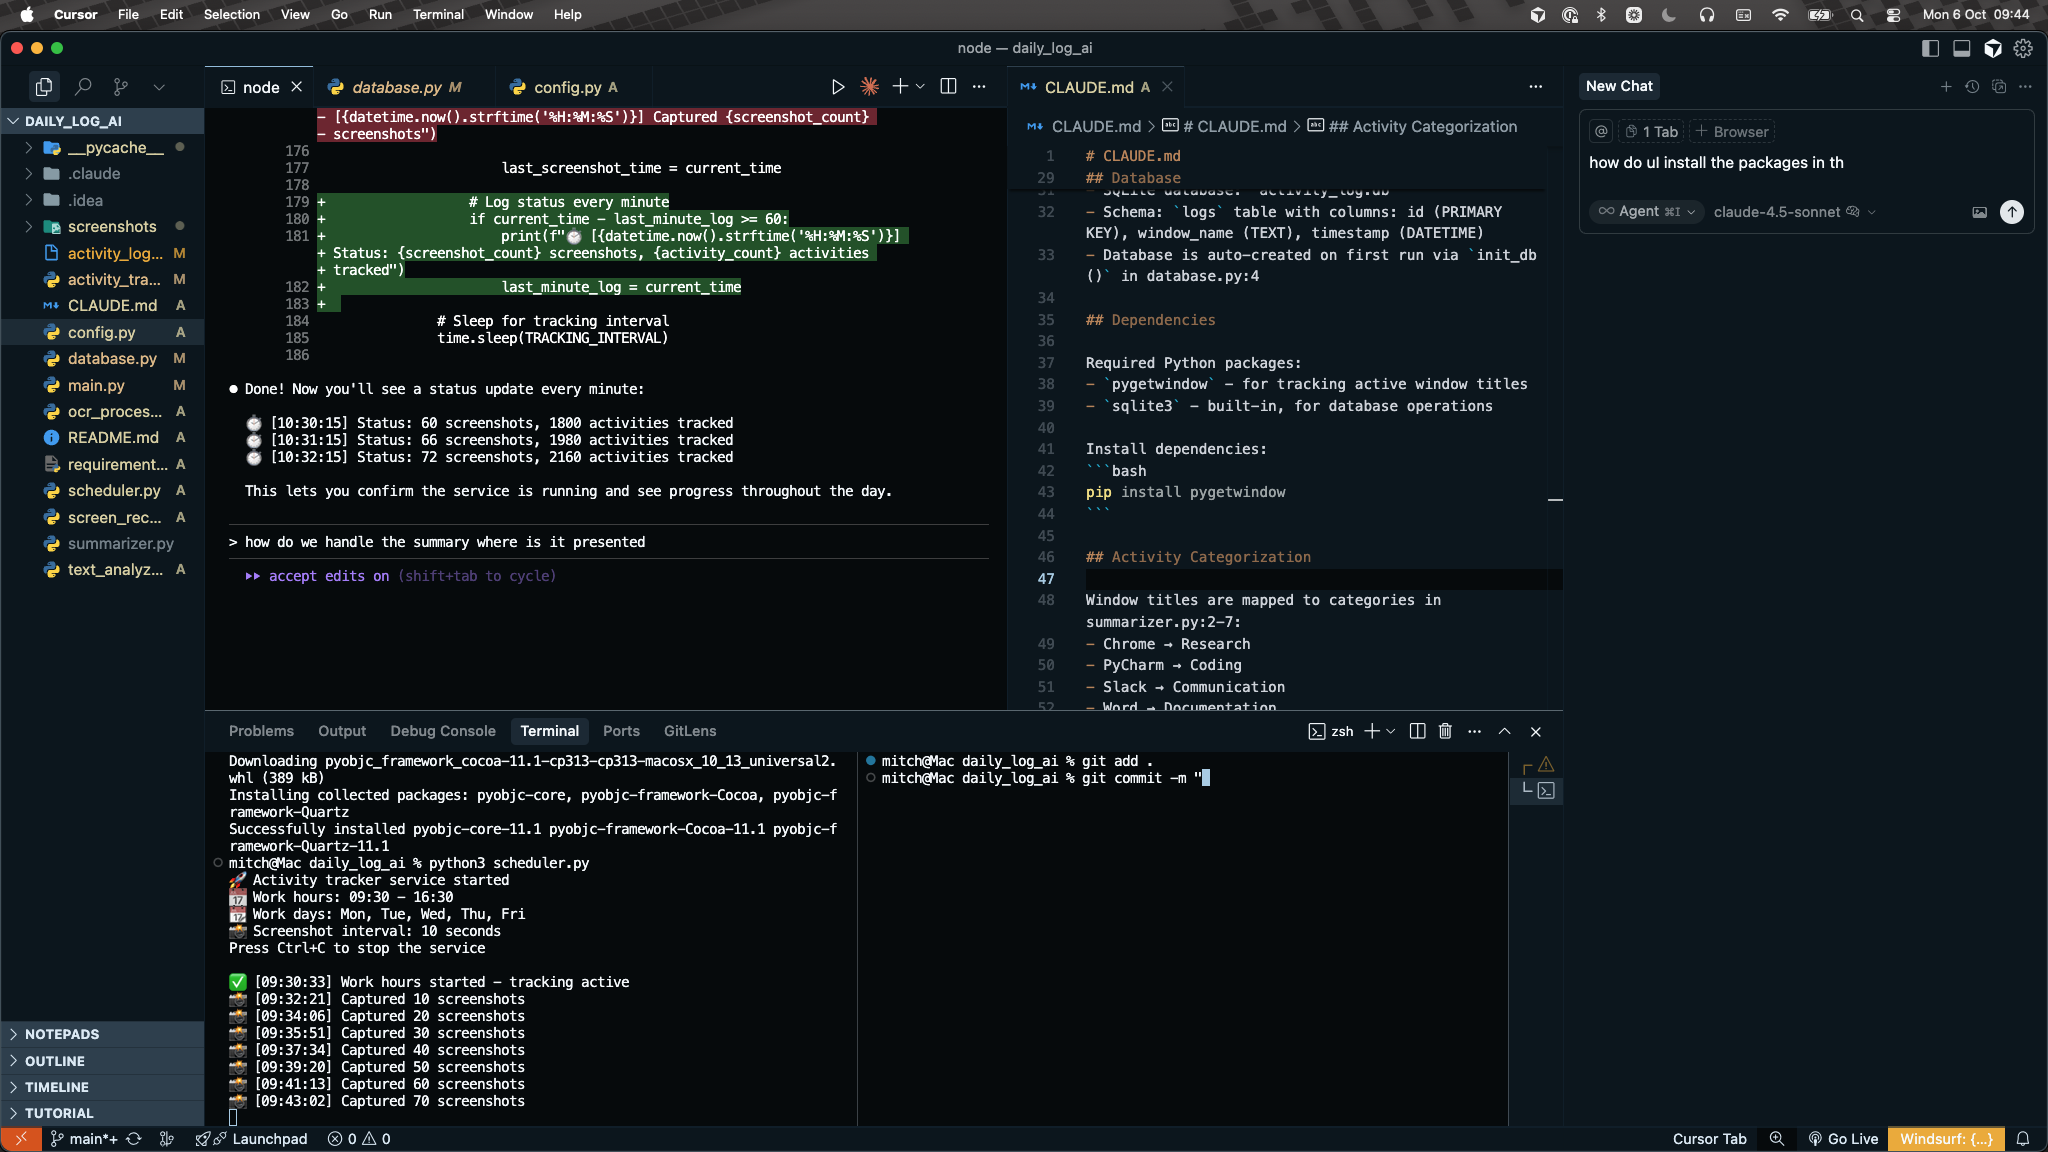 Cursor File Edit Selection View Go Run Terminal Window Help
Mon 6 Oct 09:44
node — daily_log_ai
DAILY_LOG_AI
__pycache__
.claude
.idea
screenshots
activity_log... M
activity_tra... M
CLAUDE.md A
config.py A
database.py M
main.py M
ocr_proces... A
README.md A
requirement... A
scheduler.py A
screen_rec... A
summarizer.py
text_analyz... A
NOTEPADS
OUTLINE
TIMELINE
TUTORIAL
node
database.py M
config.py A
- [{datetime.now().strftime('%H:%M:%S')}] Captured {screenshot_count}
- screenshots")
176
177 last_screenshot_time = current_time
178
179 + # Log status every minute
180 + if current_time - last_minute_log >= 60:
181 + print(f"⏱️ [{datetime.now().strftime('%H:%M:%S')}]
+ Status: {screenshot_count} screenshots, {activity_count} activities
+ tracked")
182 + last_minute_log = current_time
183 +
184 # Sleep for tracking interval
185 time.sleep(TRACKING_INTERVAL)
186
● Done! Now you'll see a status update every minute:
⏱️ [10:30:15] Status: 60 screenshots, 1800 activities tracked
⏱️ [10:31:15] Status: 66 screenshots, 1980 activities tracked
⏱️ [10:32:15] Status: 72 screenshots, 2160 activities tracked
This lets you confirm the service is running and see progress throughout the day.
> how do we handle the summary where is it presented
⏵⏵ accept edits on (shift+tab to cycle)
CLAUDE.md A
CLAUDE.md > # CLAUDE.md > ## Activity Categorization
1 # CLAUDE.md
29 ## Database
31 - SQLite database: `activity_log.db`
32 - Schema: `logs` table with columns: id (PRIMARY
KEY), window_name (TEXT), timestamp (DATETIME)
33 - Database is auto-created on first run via `init_db
()` in database.py:4
34
35 ## Dependencies
36
37 Required Python packages:
38 - `pygetwindow` - for tracking active window titles
39 - `sqlite3` - built-in, for database operations
40
41 Install dependencies:
42 ```bash
43 pip install pygetwindow
44 ```
45
46 ## Activity Categorization
47
48 Window titles are mapped to categories in
summarizer.py:2-7:
49 - Chrome → Research
50 - PyCharm → Coding
51 - Slack → Communication
52 - Word → Documentation
New Chat
@ 1 Tab + Browser
how do uI install the packages in th
∞ Agent ⌘I claude-4.5-sonnet
Problems Output Debug Console Terminal Ports GitLens
zsh
Downloading pyobjc_framework_cocoa-11.1-cp313-cp313-macosx_10_13_universal2.
whl (389 kB)
Installing collected packages: pyobjc-core, pyobjc-framework-Cocoa, pyobjc-f
ramework-Quartz
Successfully installed pyobjc-core-11.1 pyobjc-framework-Cocoa-11.1 pyobjc-f
ramework-Quartz-11.1
mitch@Mac daily_log_ai % python3 scheduler.py
🚀 Activity tracker service started
📅 Work hours: 09:30 - 16:30
📆 Work days: Mon, Tue, Wed, Thu, Fri
📸 Screenshot interval: 10 seconds
Press Ctrl+C to stop the service
✅ [09:30:33] Work hours started - tracking active
📸 [09:32:21] Captured 10 screenshots
📸 [09:34:06] Captured 20 screenshots
📸 [09:35:51] Captured 30 screenshots
📸 [09:37:34] Captured 40 screenshots
📸 [09:39:20] Captured 50 screenshots
📸 [09:41:13] Captured 60 screenshots
📸 [09:43:02] Captured 70 screenshots
mitch@Mac daily_log_ai % git add .
mitch@Mac daily_log_ai % git commit -m "
main*+ Launchpad 0 0
Cursor Tab Go Live Windsurf: {...}